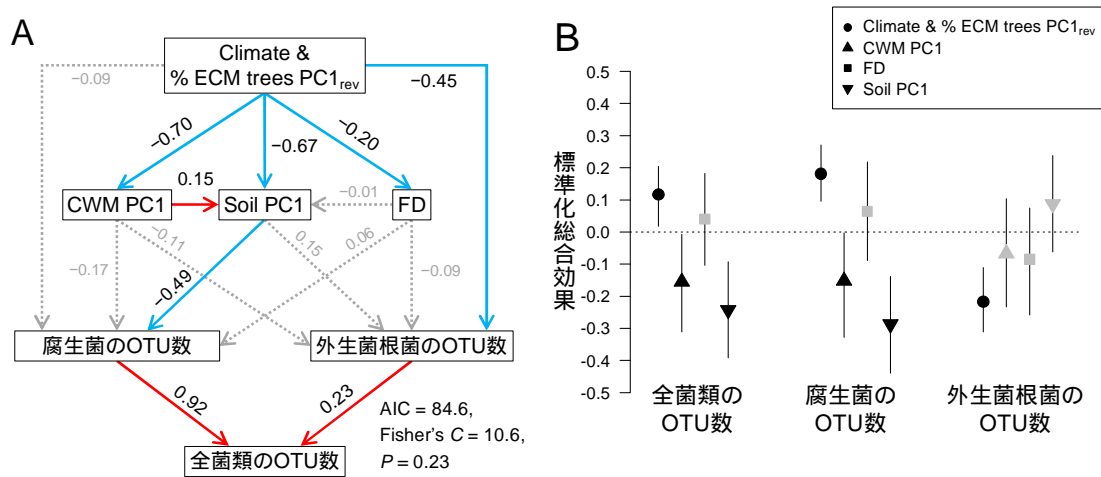 A
Climate &
% ECM trees PC1rev
−0.09
−0.45
−0.70
−0.67
−0.20
0.15
−0.01
CWM PC1
Soil PC1
FD
−0.11
0.15
0.06
−0.17
−0.49
−0.09
腐生菌のOTU数
外生菌根菌のOTU数
0.92
0.23
AIC = 84.6,
Fisher's C = 10.6,
P = 0.23
全菌類のOTU数
B
Climate & % ECM trees PC1rev
CWM PC1
FD
Soil PC1
標準化総合効果
0.5
0.4
0.3
0.2
0.1
0.0
-0.1
-0.2
-0.3
-0.4
-0.5
全菌類の
OTU数
腐生菌の
OTU数
外生菌根菌の
OTU数